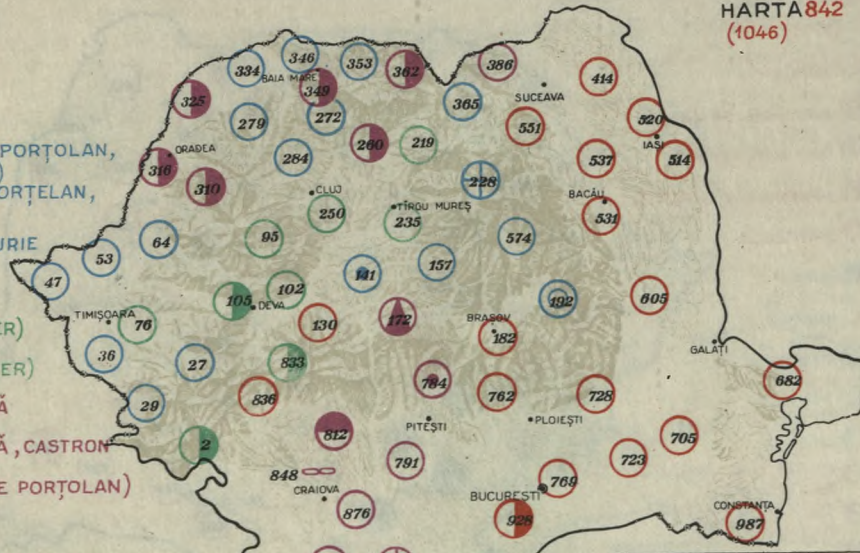 HARTA 842
(1046)
334
346
353
362
386
414
BAIA MARE
349
325
365
SUCEAVA
279
272
551
520
IAȘI
ORADEA
284
260
219
537
514
316
310
228
CLUJ
BACĂU
250
TÎRGU MUREȘ
235
531
64
95
574
53
157
47
141
102
105
DEVA
192
605
TIMIȘOARA
76
130
172
BRAȘOV
182
GALAȚI
36
27
833
784
682
29
836
762
728
PITEȘTI
PLOIEȘTI
812
2
705
791
723
848
CRAIOVA
769
BUCUREȘTI
876
928
CONSTANȚA
987
PORȚOLAN,
)
ORȚELAN,
URIE
ER)
ER)
Ă
Ă, CASTRON
E PORȚOLAN)